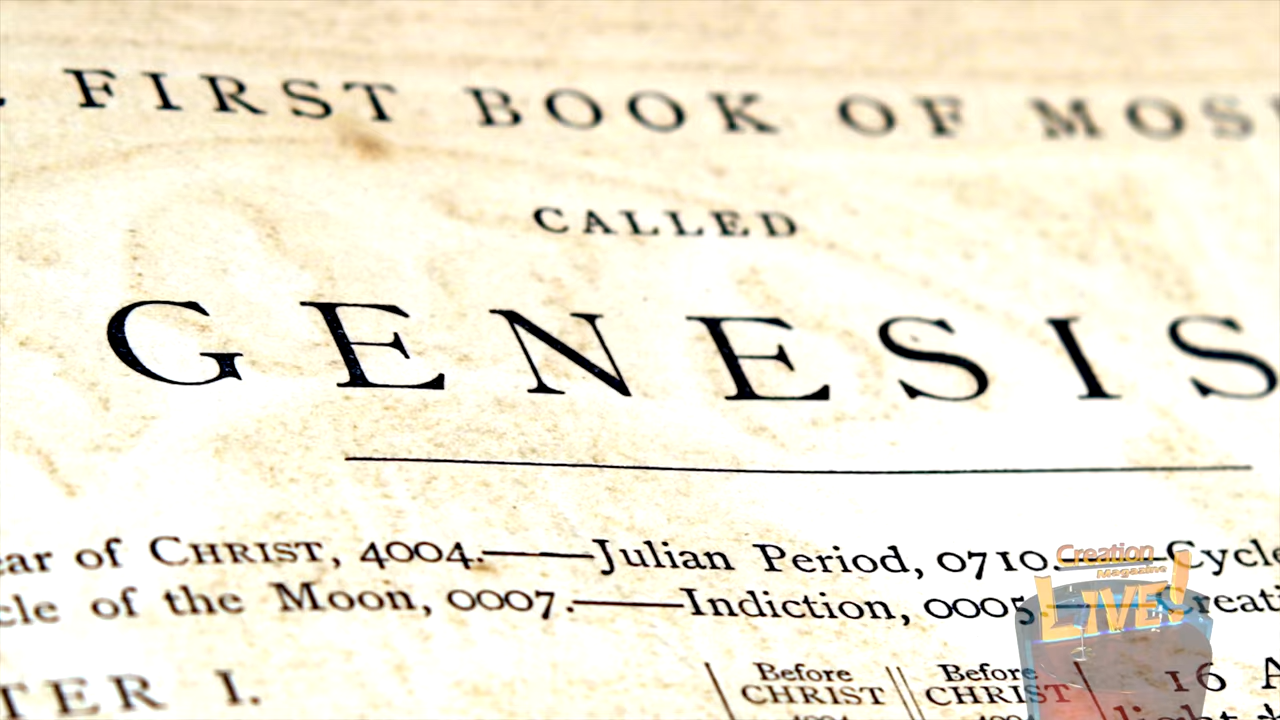 FIRST BOOK OF MOS
CALLED
GENESIS
ear of CHRIST, 4004.——Julian Period, 0710.——Cycle
cle of the Moon, 0007.——Indiction, 0005.——Creati
TER I.
Before
CHRIST
Before
CHRIST
16 A
Creation
Magazine
LIVE!